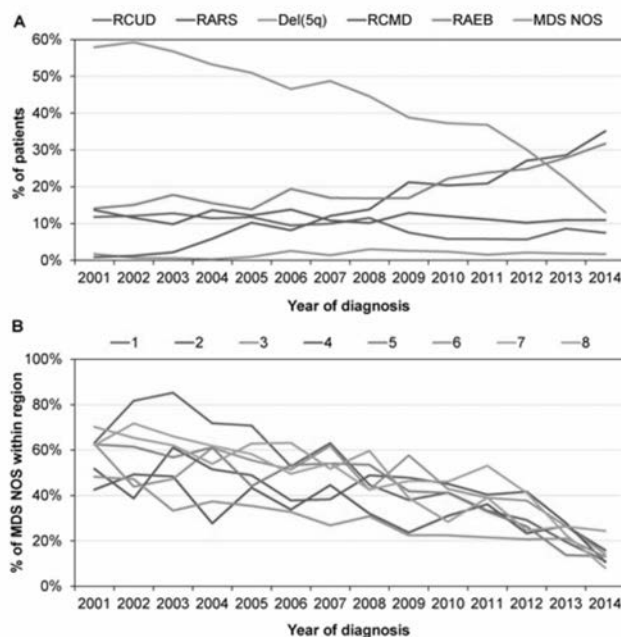 A
RCUD RARS Del(5q) RCMD RAEB MDS NOS
60%
50%
40%
30%
20%
10%
0%
% of patients
2001 2002 2003 2004 2005 2006 2007 2008 2009 2010 2011 2012 2013 2014
Year of diagnosis
B
1 2 3 4 5 6 7 8
100%
80%
60%
40%
20%
0%
% of MDS NOS within region
2001 2002 2003 2004 2005 2006 2007 2008 2009 2010 2011 2012 2013 2014
Year of diagnosis